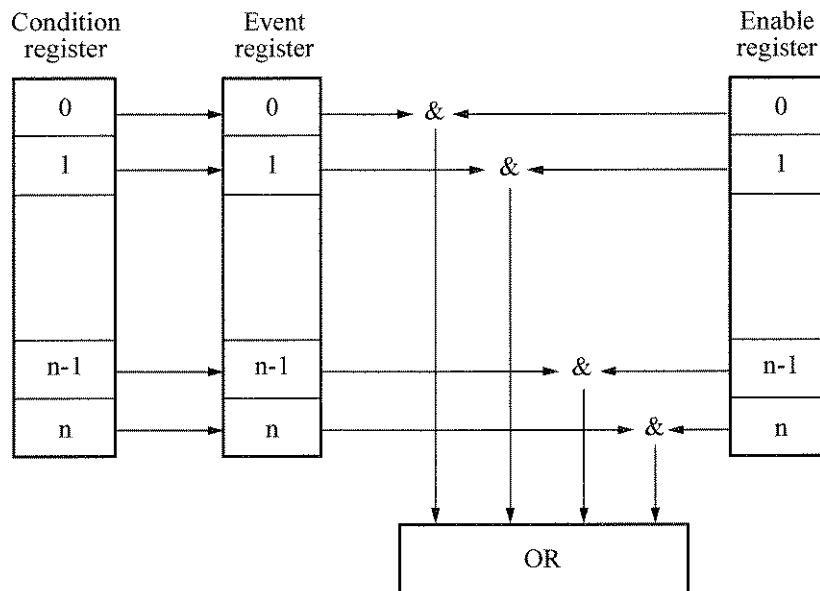 Condition
register
Event
register
Enable
register
0
0
&
0
1
1
&
1
n-1
n-1
&
n-1
n
n
&
n
OR